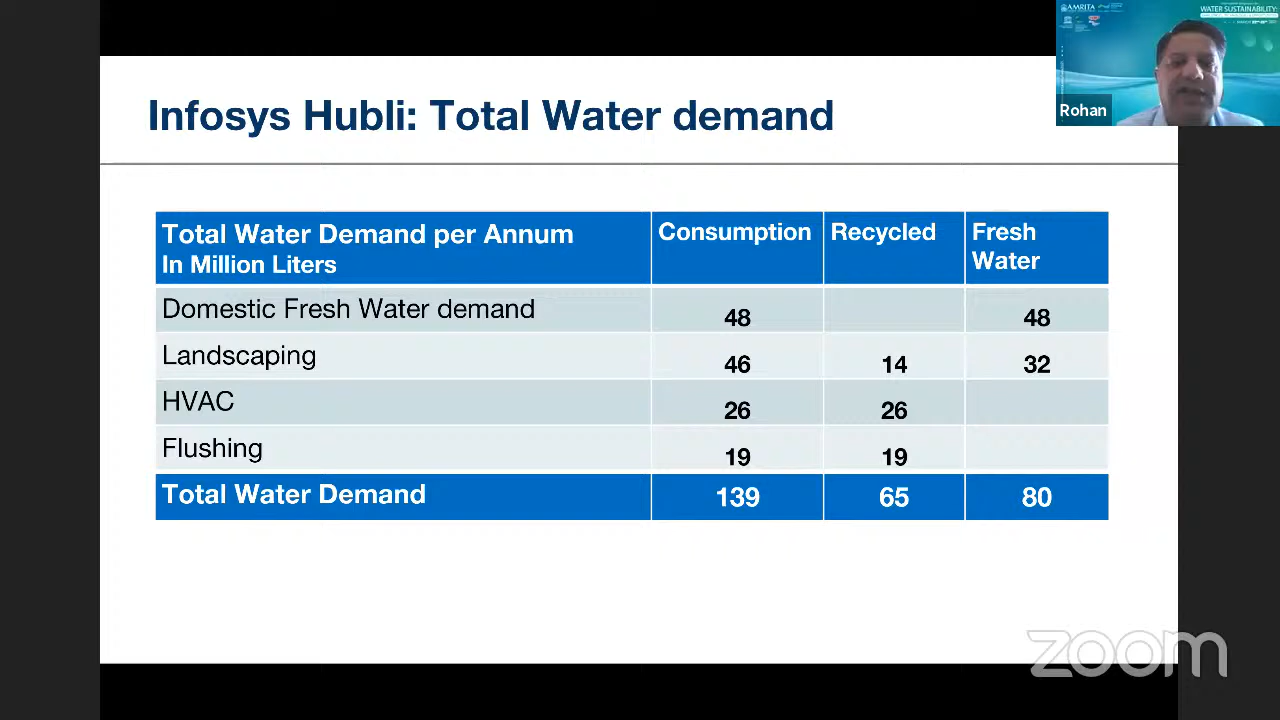 AMRITA
WATER SUSTAINABILITY:
Rohan
Infosys Hubli: Total Water demand
Total Water Demand per Annum
In Million Liters
Consumption
Recycled
Fresh
Water
Domestic Fresh Water demand 48 48
Landscaping 46 14 32
HVAC 26 26
Flushing 19 19
Total Water Demand 139 65 80
zoom